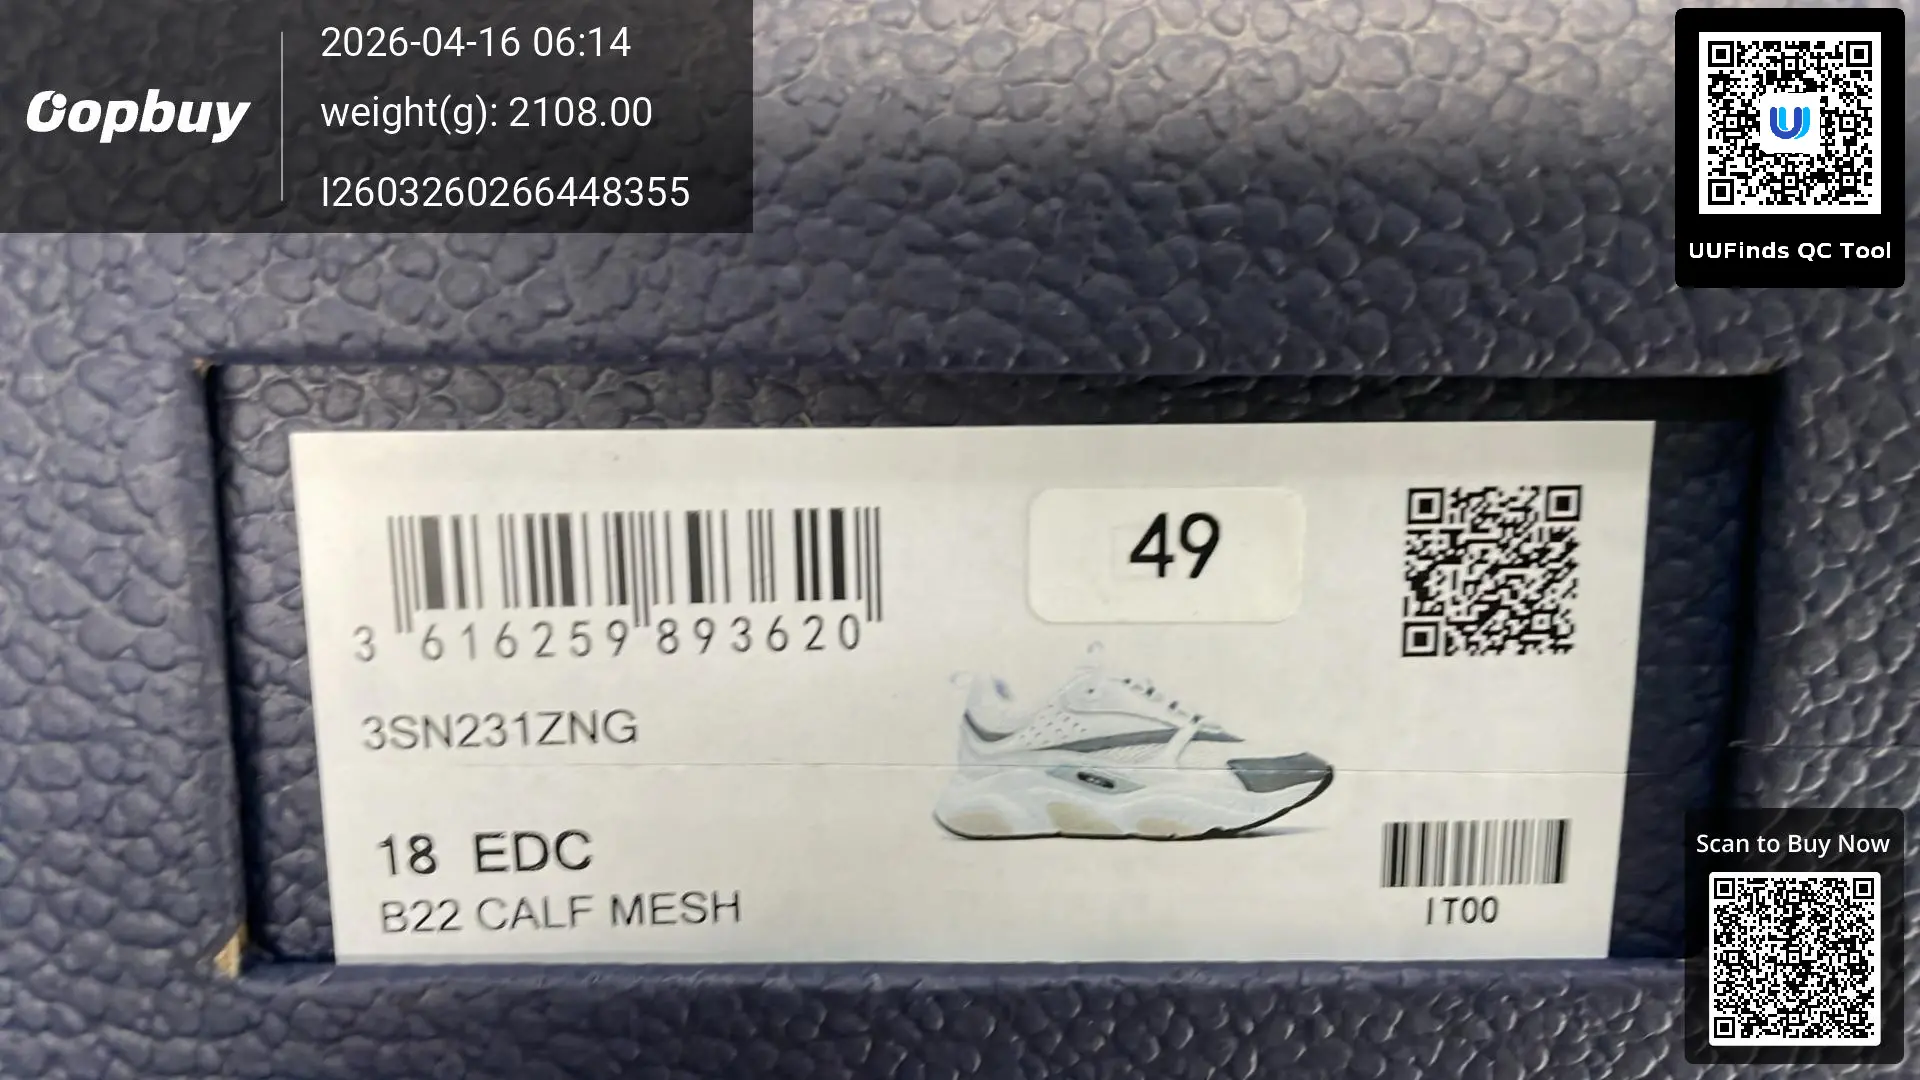 oopbuy
2026-04-16 06:14
weight(g): 2108.00
I2603260266448355
UUFinds QC Tool
3 616259 893620
49
3SN231ZNG
18 EDC
B22 CALF MESH
IT00
Scan to Buy Now